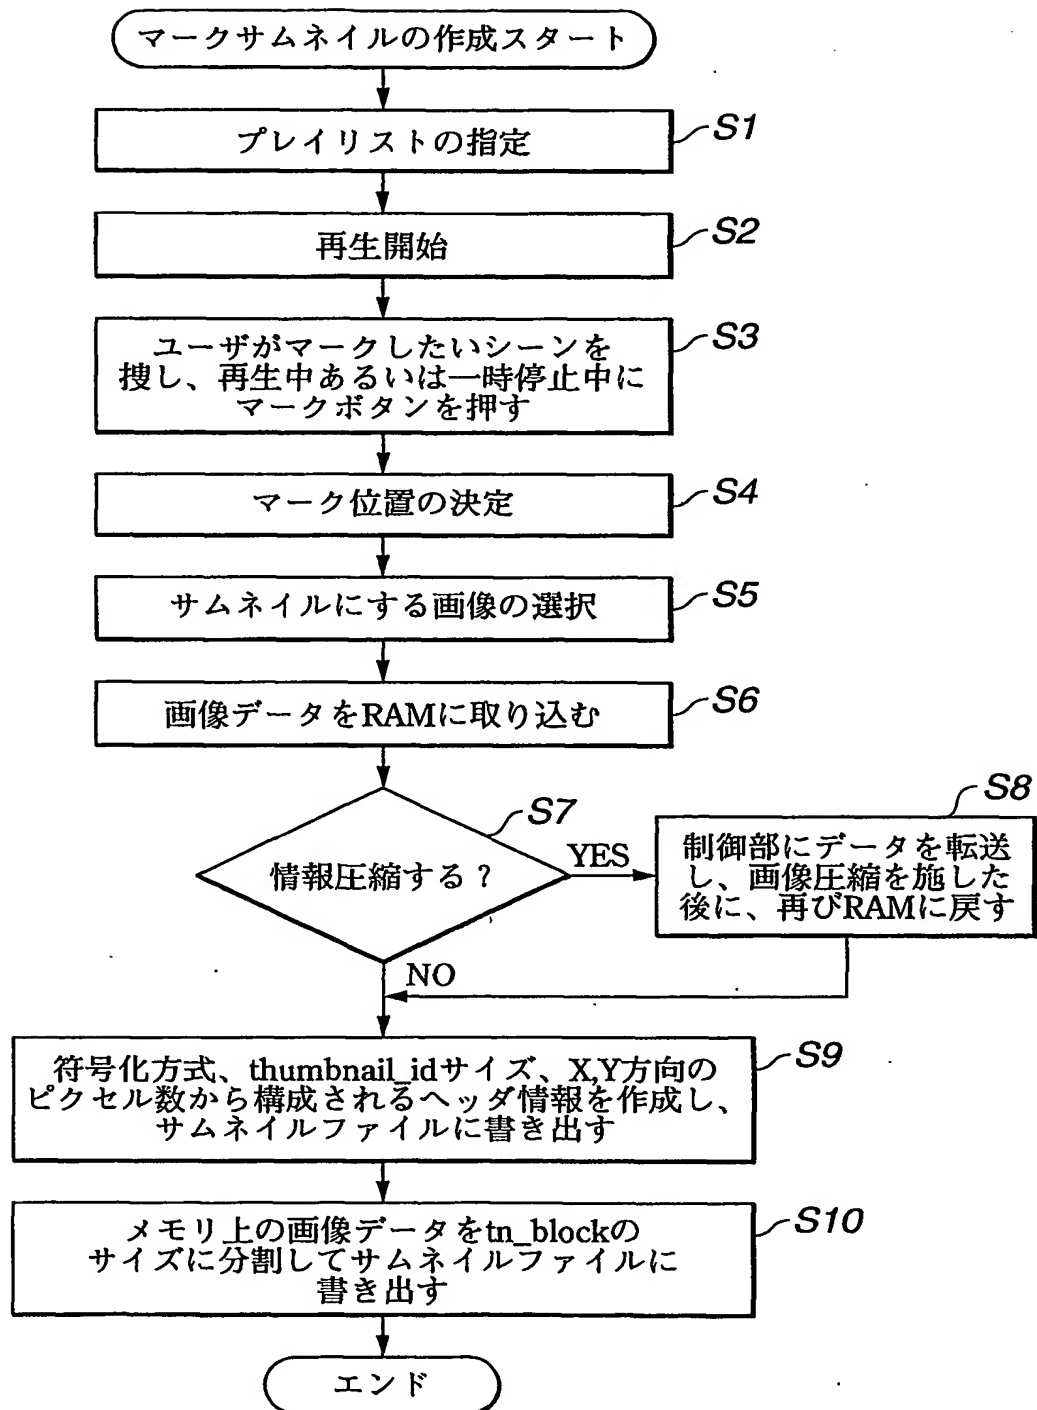 マークサムネイルの作成スタート
プレイリストの指定
S1
再生開始
S2
ユーザがマークしたいシーンを
捜し、再生中あるいは一時停止中に
マークボタンを押す
S3
マーク位置の決定
S4
サムネイルにする画像の選択
S5
画像データをRAMに取り込む
S6
情報圧縮する?
S7
YES
制御部にデータを転送
し、画像圧縮を施した
後に、再びRAMに戻す
S8
NO
符号化方式、thumbnail_idサイズ、X,Y方向の
ピクセル数から構成されるヘッダ情報を作成し、
サムネイルファイルに書き出す
S9
メモリ上の画像データをtn_blockの
サイズに分割してサムネイルファイルに
書き出す
S10
エンド